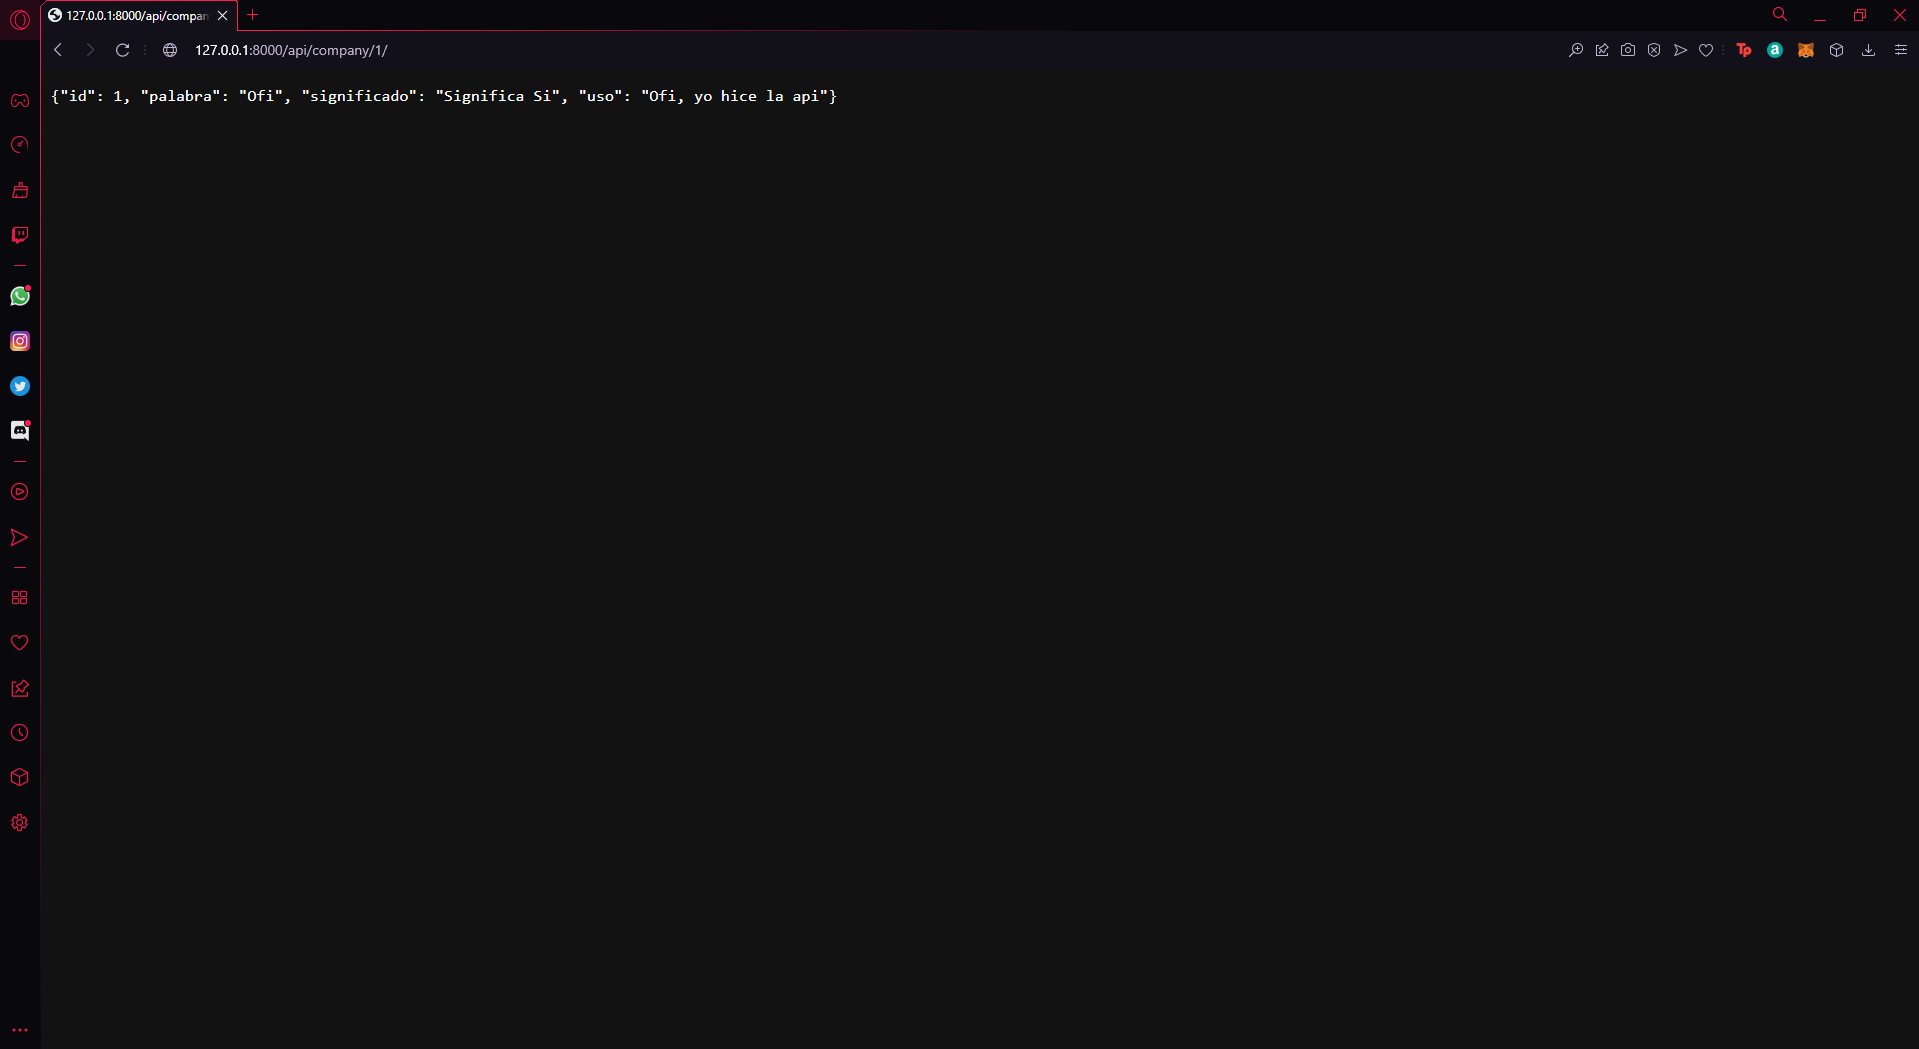 127.0.0.1:8000/api/compan
127.0.0.1:8000/api/company/1/
Tp
a
{"id": 1, "palabra": "Ofi", "significado": "Significa Si", "uso": "Ofi, yo hice la api"}